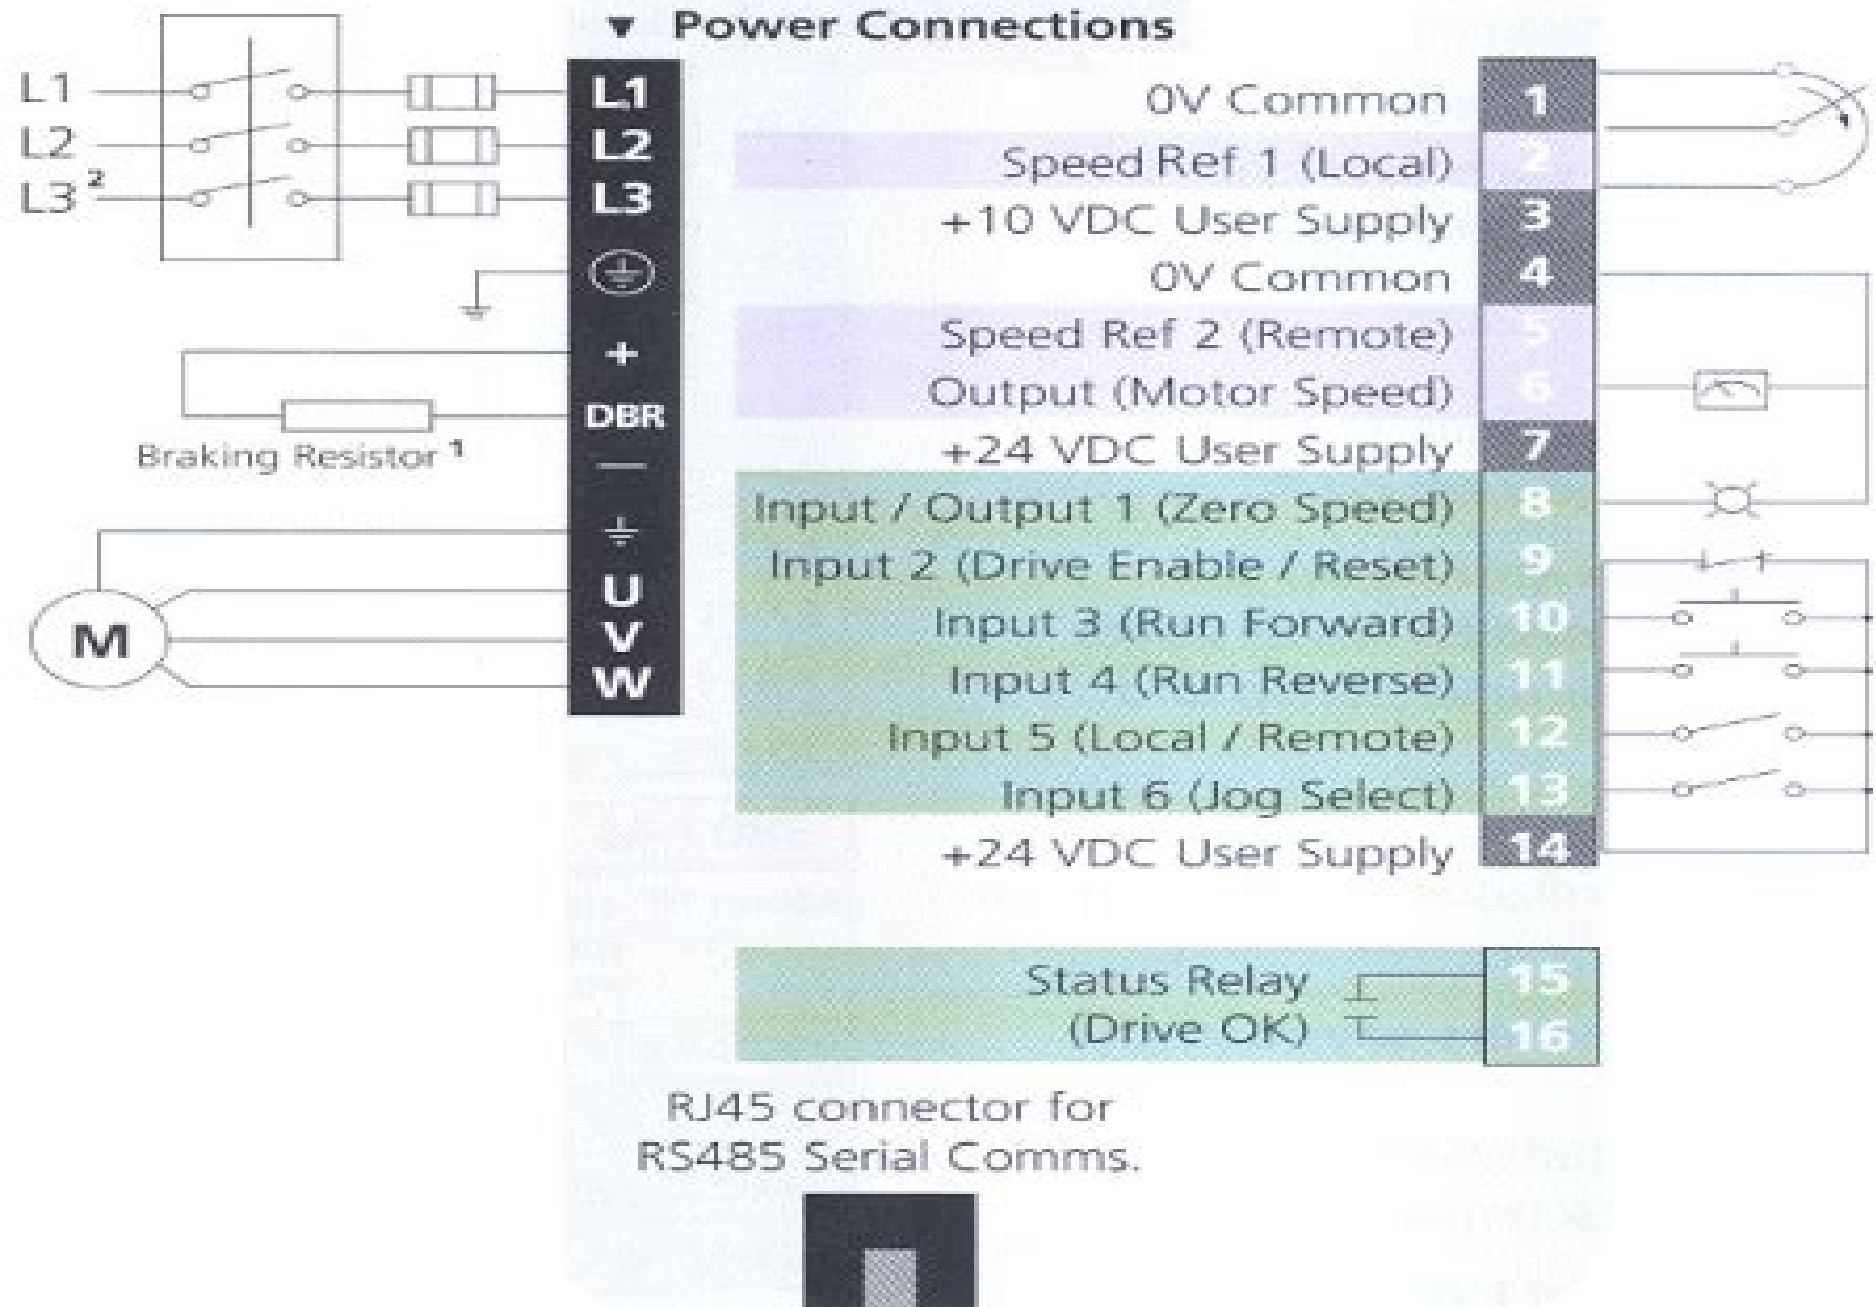 ▼ Power Connections
L1
L2
L3 ²
L1
L2
L3
+
DBR
—
U
V
W
Braking Resistor ¹
M
0V Common 1
Speed Ref 1 (Local) 2
+10 VDC User Supply 3
0V Common 4
Speed Ref 2 (Remote) 5
Output (Motor Speed) 6
+24 VDC User Supply 7
Input / Output 1 (Zero Speed) 8
Input 2 (Drive Enable / Reset) 9
Input 3 (Run Forward) 10
Input 4 (Run Reverse) 11
Input 5 (Local / Remote) 12
Input 6 (Jog Select) 13
+24 VDC User Supply 14
Status Relay 15
(Drive OK) 16
RJ45 connector for
RS485 Serial Comms.